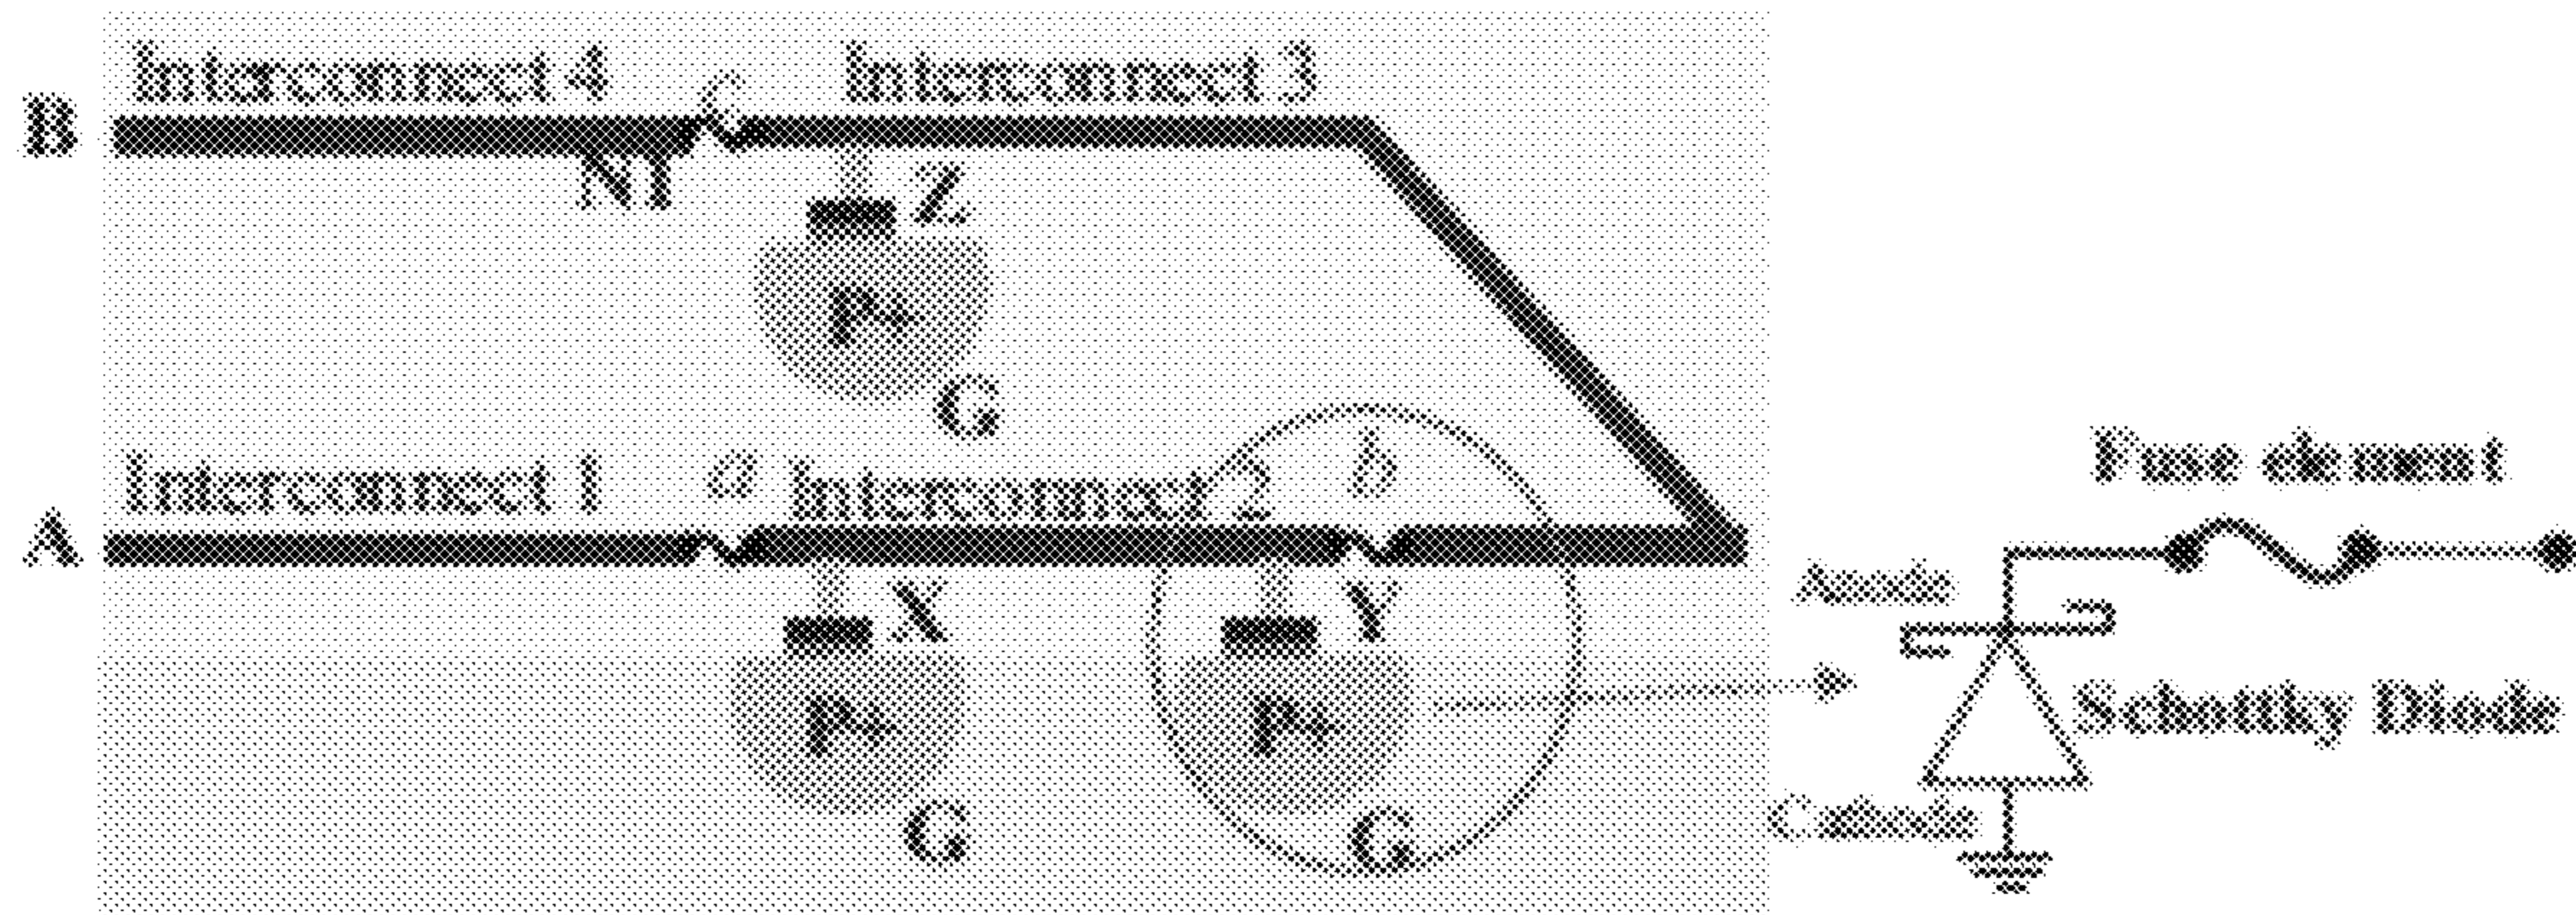 Interconnect 4
Interconnect 3
B
C
N1
Z
P+
G
Interconnect 1
a
Interconnect 2
b
A
Fuse element
X
Y
Anode
P+
P+
Schottky Diode
G
G
Cathode